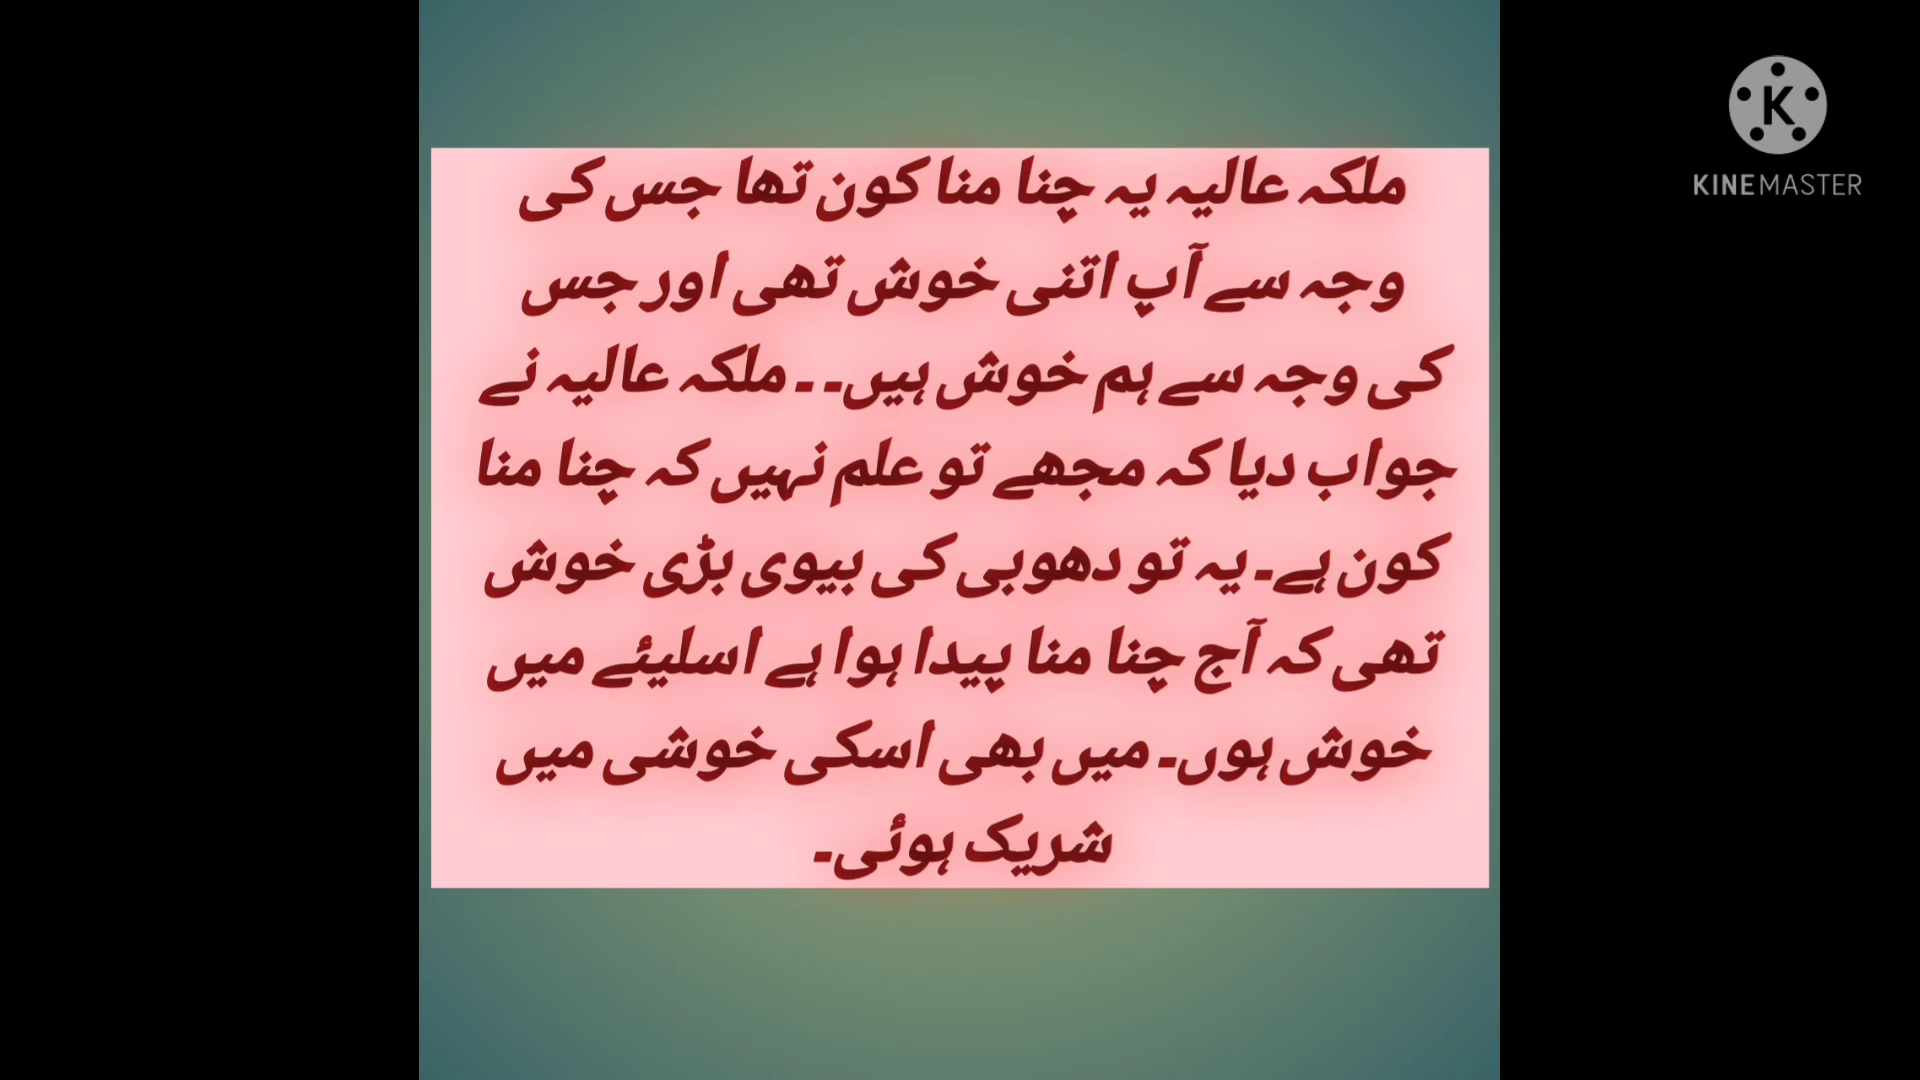 ملکہ عالیہ یہ چنا منا کون تھا جس کی
وجہ سے آپ اتنی خوش تھی اور جس
کی وجہ سے ہم خوش ہیں۔۔ ملکہ عالیہ نے
جواب دیا کہ مجھے تو علم نہیں کہ چنا منا
کون ہے۔ یہ تو دھوبی کی بیوی بڑی خوش
تھی کہ آج چنا منا پیدا ہوا ہے اسلیئے میں
خوش ہوں۔ میں بھی اسکی خوشی میں
شریک ہوئی۔
K
KINEMASTER